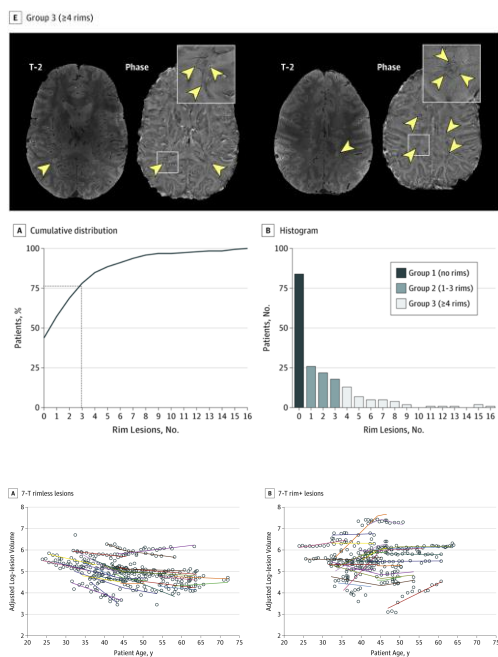 E Group 3 (≥4 rims)
T-2 Phase T-2 Phase
A Cumulative distribution
100
75
50
25
0
Patients, %
0 1 2 3 4 5 6 7 8 9 10 11 12 13 14 15 16
Rim Lesions, No.
B Histogram
100
75
50
25
0
Patients, No.
Group 1 (no rims)
Group 2 (1-3 rims)
Group 3 (≥4 rims)
0 1 2 3 4 5 6 7 8 9 10 11 12 13 14 15 16
Rim Lesions, No.
A 7-T rimless lesions
8
7
6
5
4
3
2
Adjusted Log-lesion Volume
20 25 30 35 40 45 50 55 60 65 70 75
Patient Age, y
B 7-T rim+ lesions
8
7
6
5
4
3
2
Adjusted Log-lesion Volume
20 25 30 35 40 45 50 55 60 65 70 75
Patient Age, y